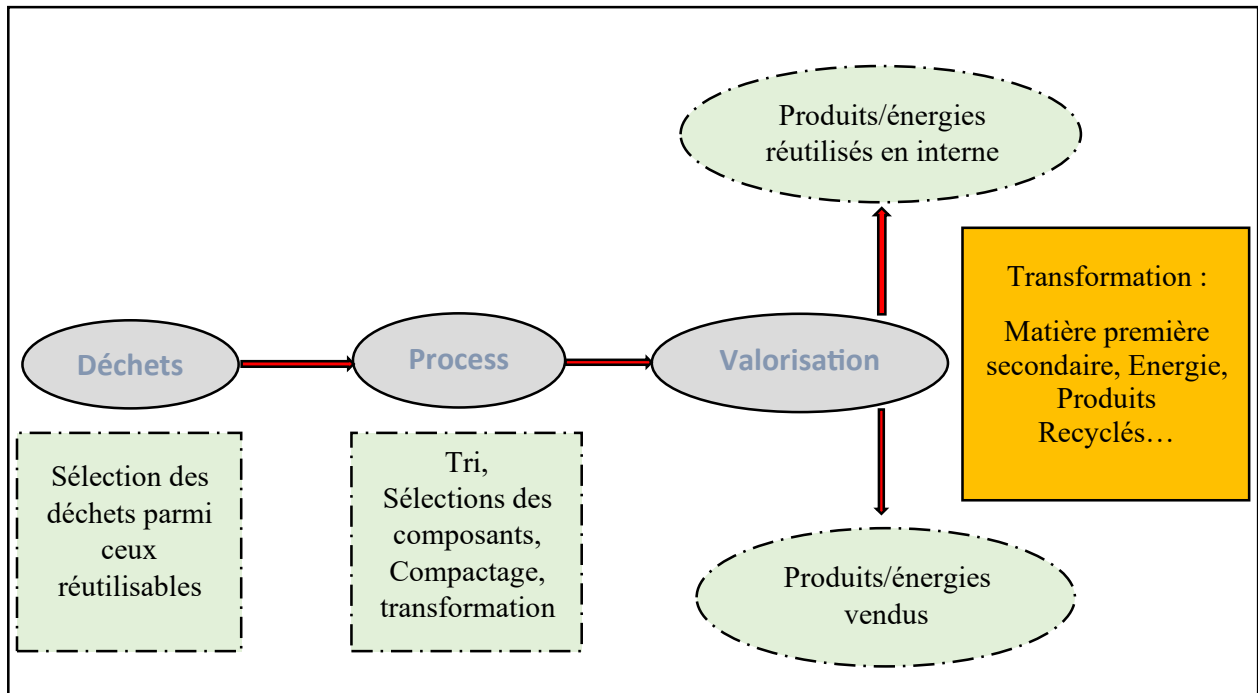 Produits/énergies
réutilisés en interne
Transformation :
Matière première
secondaire, Energie,
Produits
Recyclés…
Déchets
Process
Valorisation
Sélection des
déchets parmi
ceux
réutilisables
Tri,
Sélections des
composants,
Compactage,
transformation
Produits/énergies
vendus